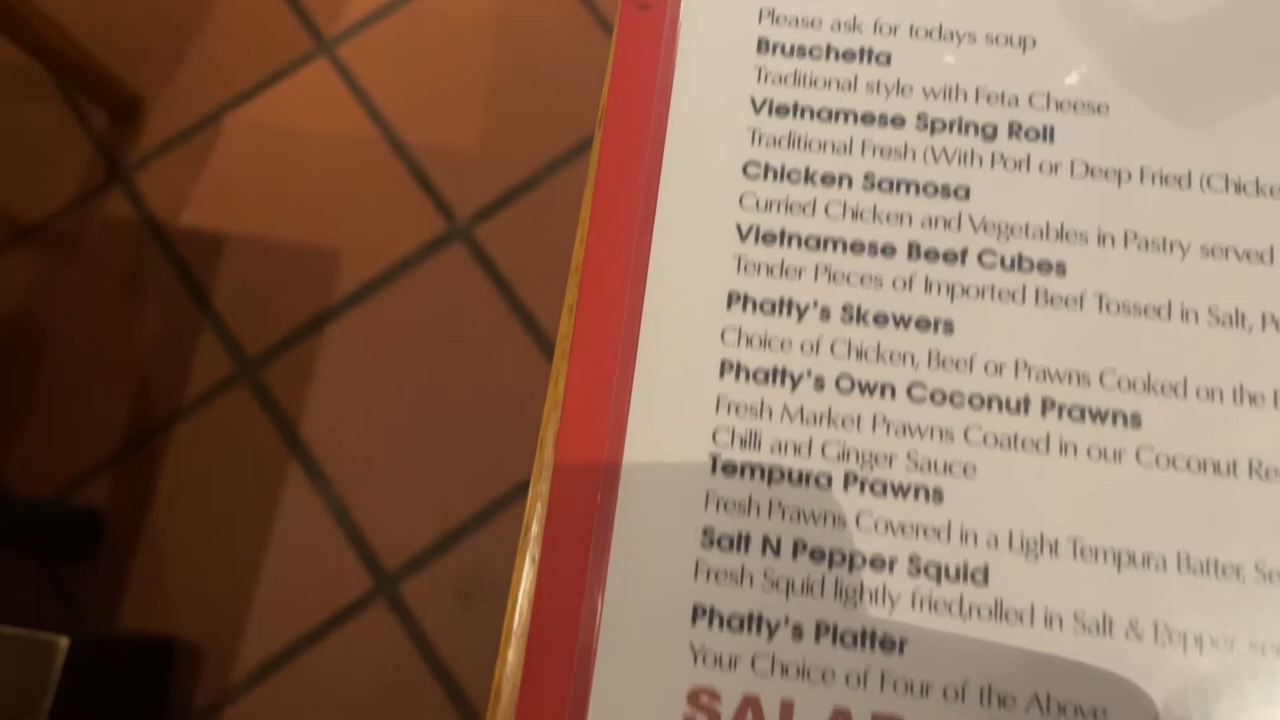 Please ask for todays soup
Bruschetta
Traditional style with Feta Cheese
Vietnamese Spring Roll
Traditional Fresh (With Porl or Deep Fried (Chicke
Chicken Samosa
Curried Chicken and Vegetables in Pastry served
Vietnamese Beef Cubes
Tender Pieces of Imported Beef Tossed in Salt,
Phatty's Skewers
Choice of Chicken, Beef or Prawns Cooked on the
Phatty's Own Coconut Prawns
Fresh Market Prawns Coated in our Coconut Re
Chilli and Ginger Sauce
Tempura Prawns
Fresh Prawns Covered in a Light Tempura Batter, Se
Salt N Pepper Squid
Fresh Squid lightly fried,rolled in Salt & Pepper
Phatty's Platter
Your Choice of Four of the Above